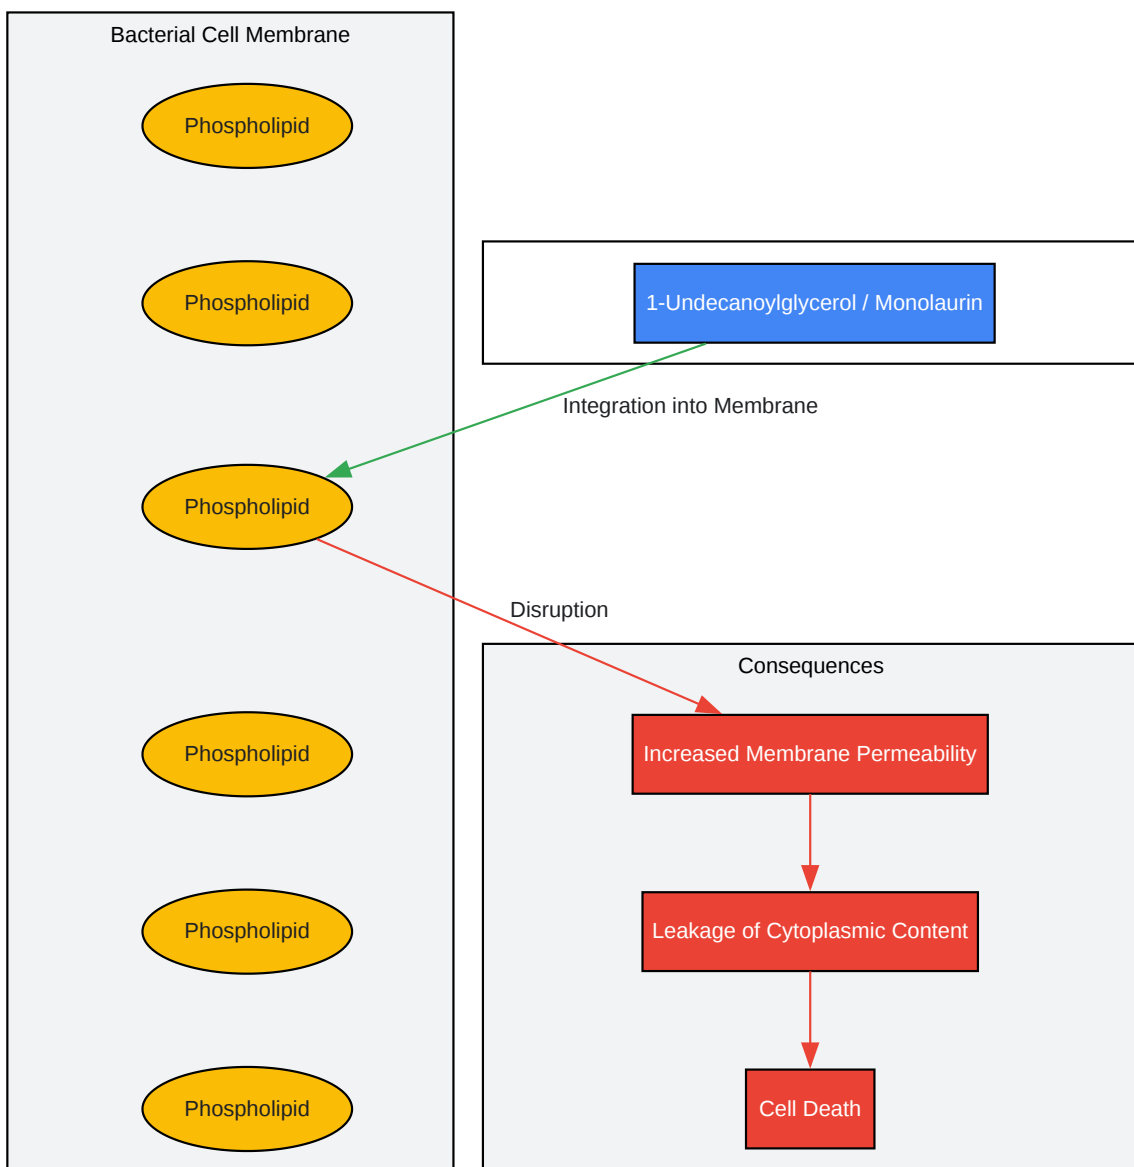 Bacterial Cell Membrane
Phospholipid
Phospholipid
1-Undecanoylglycerol / Monolaurin
Integration into Membrane
Phospholipid
Disruption
Consequences
Phospholipid
Increased Membrane Permeability
Phospholipid
Leakage of Cytoplasmic Content
Phospholipid
Cell Death